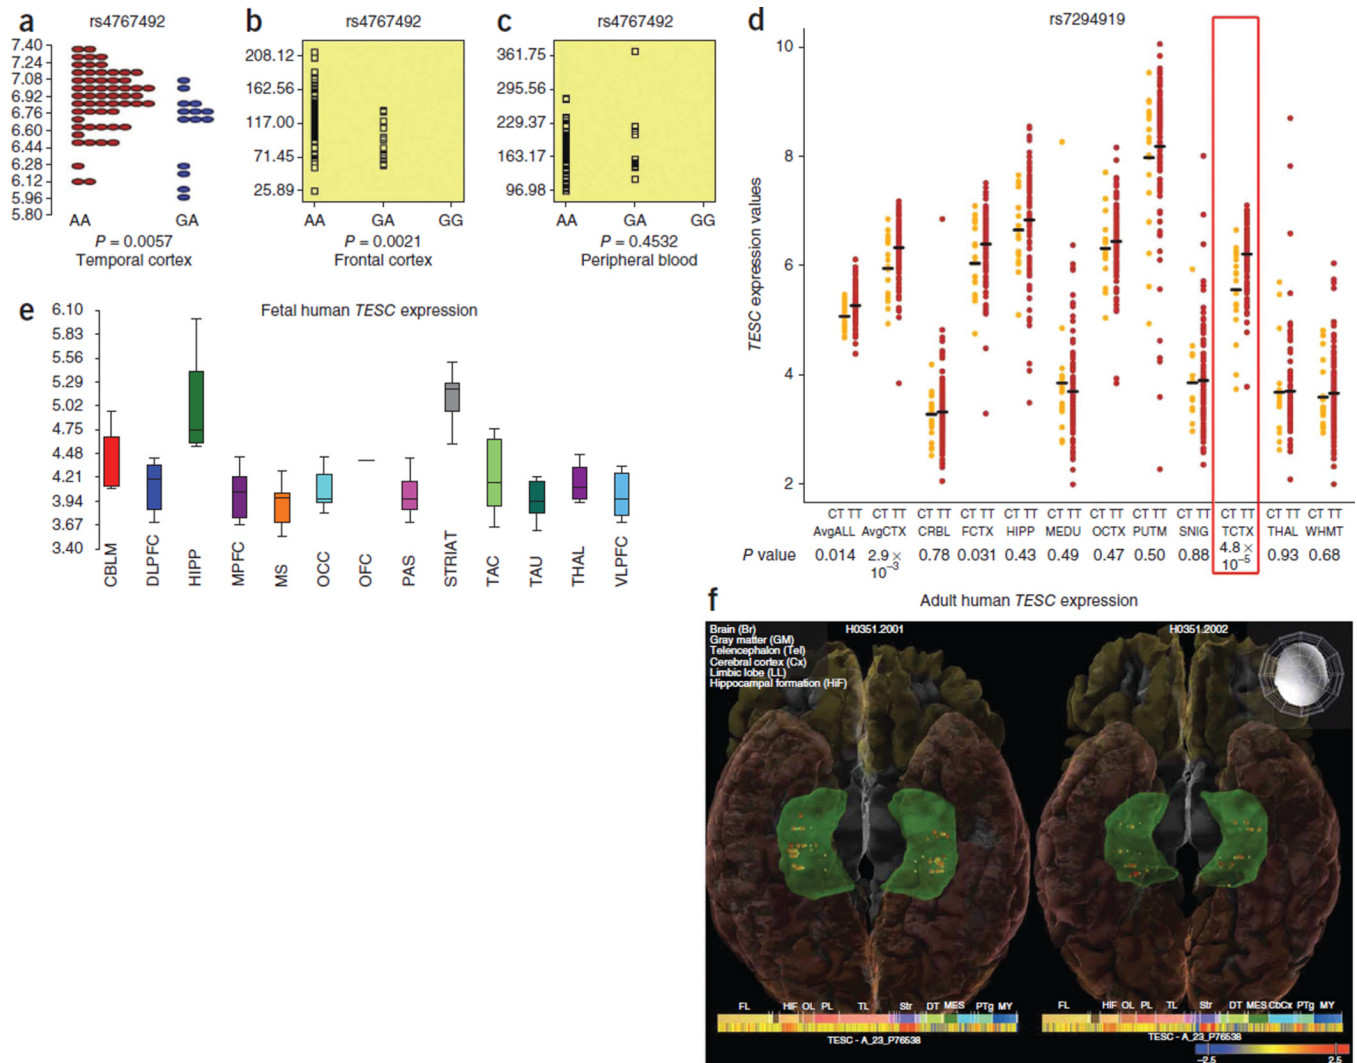 a
rs4767492
7.40
7.24
7.08
6.92
6.76
6.60
6.44
6.28
6.12
5.96
5.80
AA GA
P = 0.0057
Temporal cortex
b
rs4767492
208.12
162.56
117.00
71.45
25.89
AA GA GG
P = 0.0021
Frontal cortex
c
rs4767492
361.75
295.56
229.37
163.17
96.98
AA GA GG
P = 0.4532
Peripheral blood
d
rs7294919
TESC expression values
10
8
6
4
2
CT TT CT TT CT TT CT TT CT TT CT TT CT TT CT TT CT TT CT TT CT TT CT TT
AvgALL AvgCTX CRBL FCTX HIPP MEDU OCTX PUTM SNIG TCTX THAL WHMT
P value 0.014 2.9 × 10−3 0.78 0.031 0.43 0.49 0.47 0.50 0.88 4.8 × 10−5 0.93 0.68
e
Fetal human TESC expression
6.10
5.83
5.56
5.29
5.02
4.75
4.48
4.21
3.94
3.67
3.40
CBLM DLPFC HIPP MPFC MS OCC OFC PAS STRIAT TAC TAU THAL VLPFC
f
Adult human TESC expression
Brain (Br)
Gray matter (GM)
Telencephalon (Tel)
Cerebral cortex (Cx)
Limbic lobe (LL)
Hippocampal formation (HiF)
H0351.2001
H0351.2002
FL HIF OL PL TL Str DT MES PTg MY
TESC - A_23_P76538
FL HIF OL PL TL Str DT MES CbCx PTg MY
TESC - A_23_P76538
−2.5 2.5